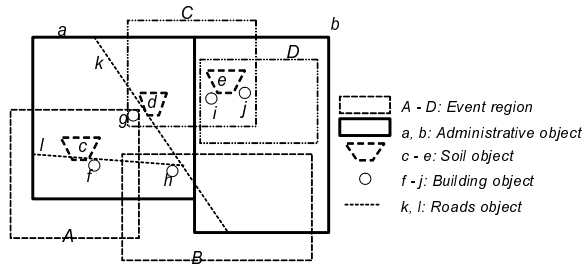 C
b
a
D
k
e
d
i
j
g
l
c
f
h
A
B
A - D: Event region
a, b: Administrative object
c - e: Soil object
f - j: Building object
k, l: Roads object